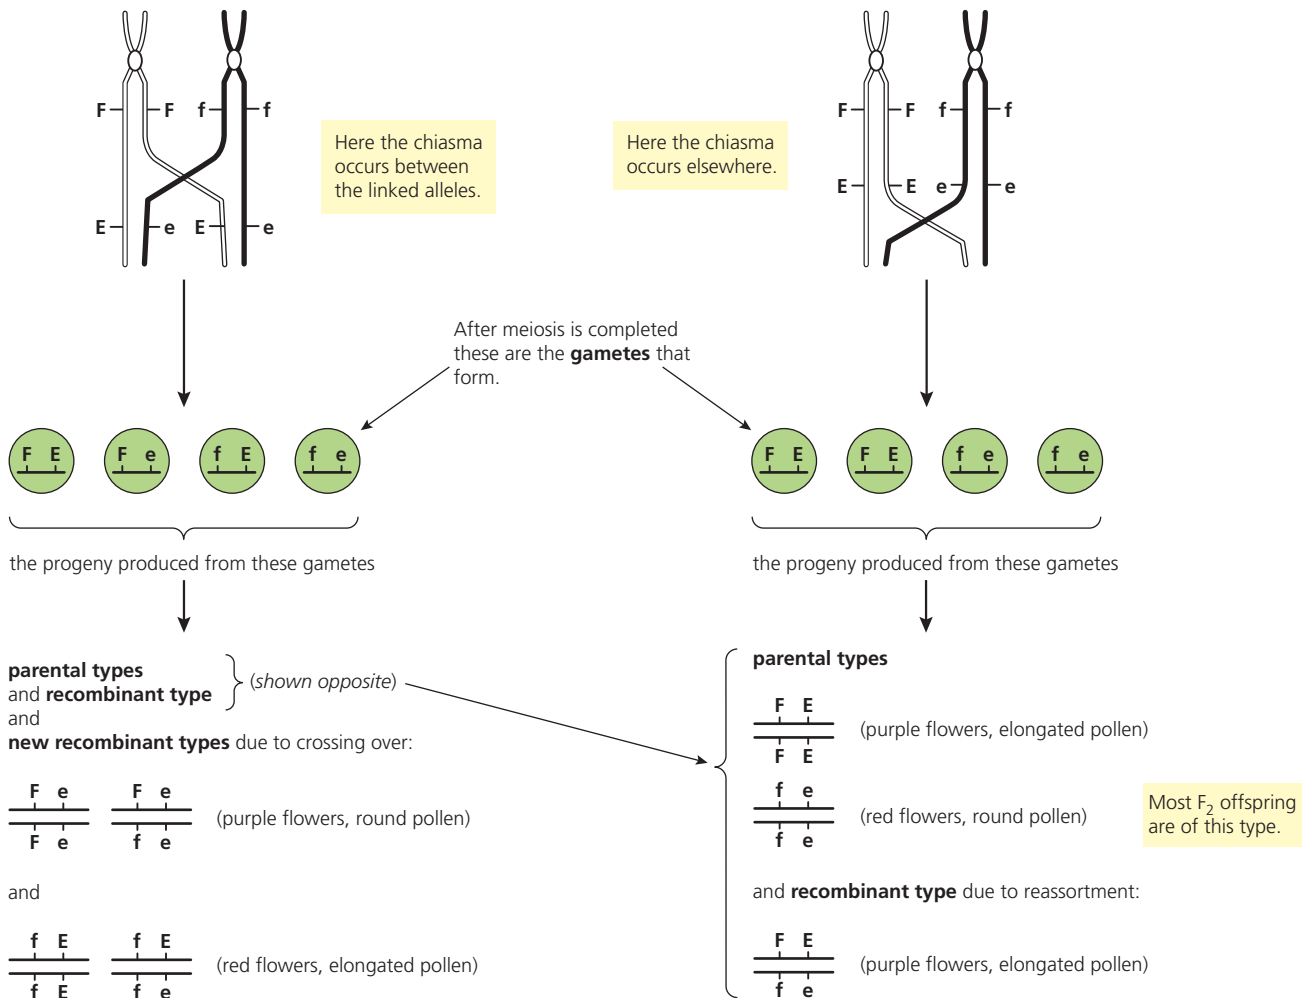 F F f f
E e E e
Here the chiasma
occurs between
the linked alleles.
Here the chiasma
occurs elsewhere.
F F f f
E E e e
After meiosis is completed
these are the gametes that
form.
F E F e f E f e
F E F E f e f e
the progeny produced from these gametes
the progeny produced from these gametes
parental types
and recombinant type
(shown opposite)
and
new recombinant types due to crossing over:
F e F e
(purple flowers, round pollen)
F e f e
and
f E f E
(red flowers, elongated pollen)
f E f e
parental types
F E
(purple flowers, elongated pollen)
F E
f e
(red flowers, round pollen)
f e
Most F2 offspring
are of this type.
and recombinant type due to reassortment:
F E
(purple flowers, elongated pollen)
f e